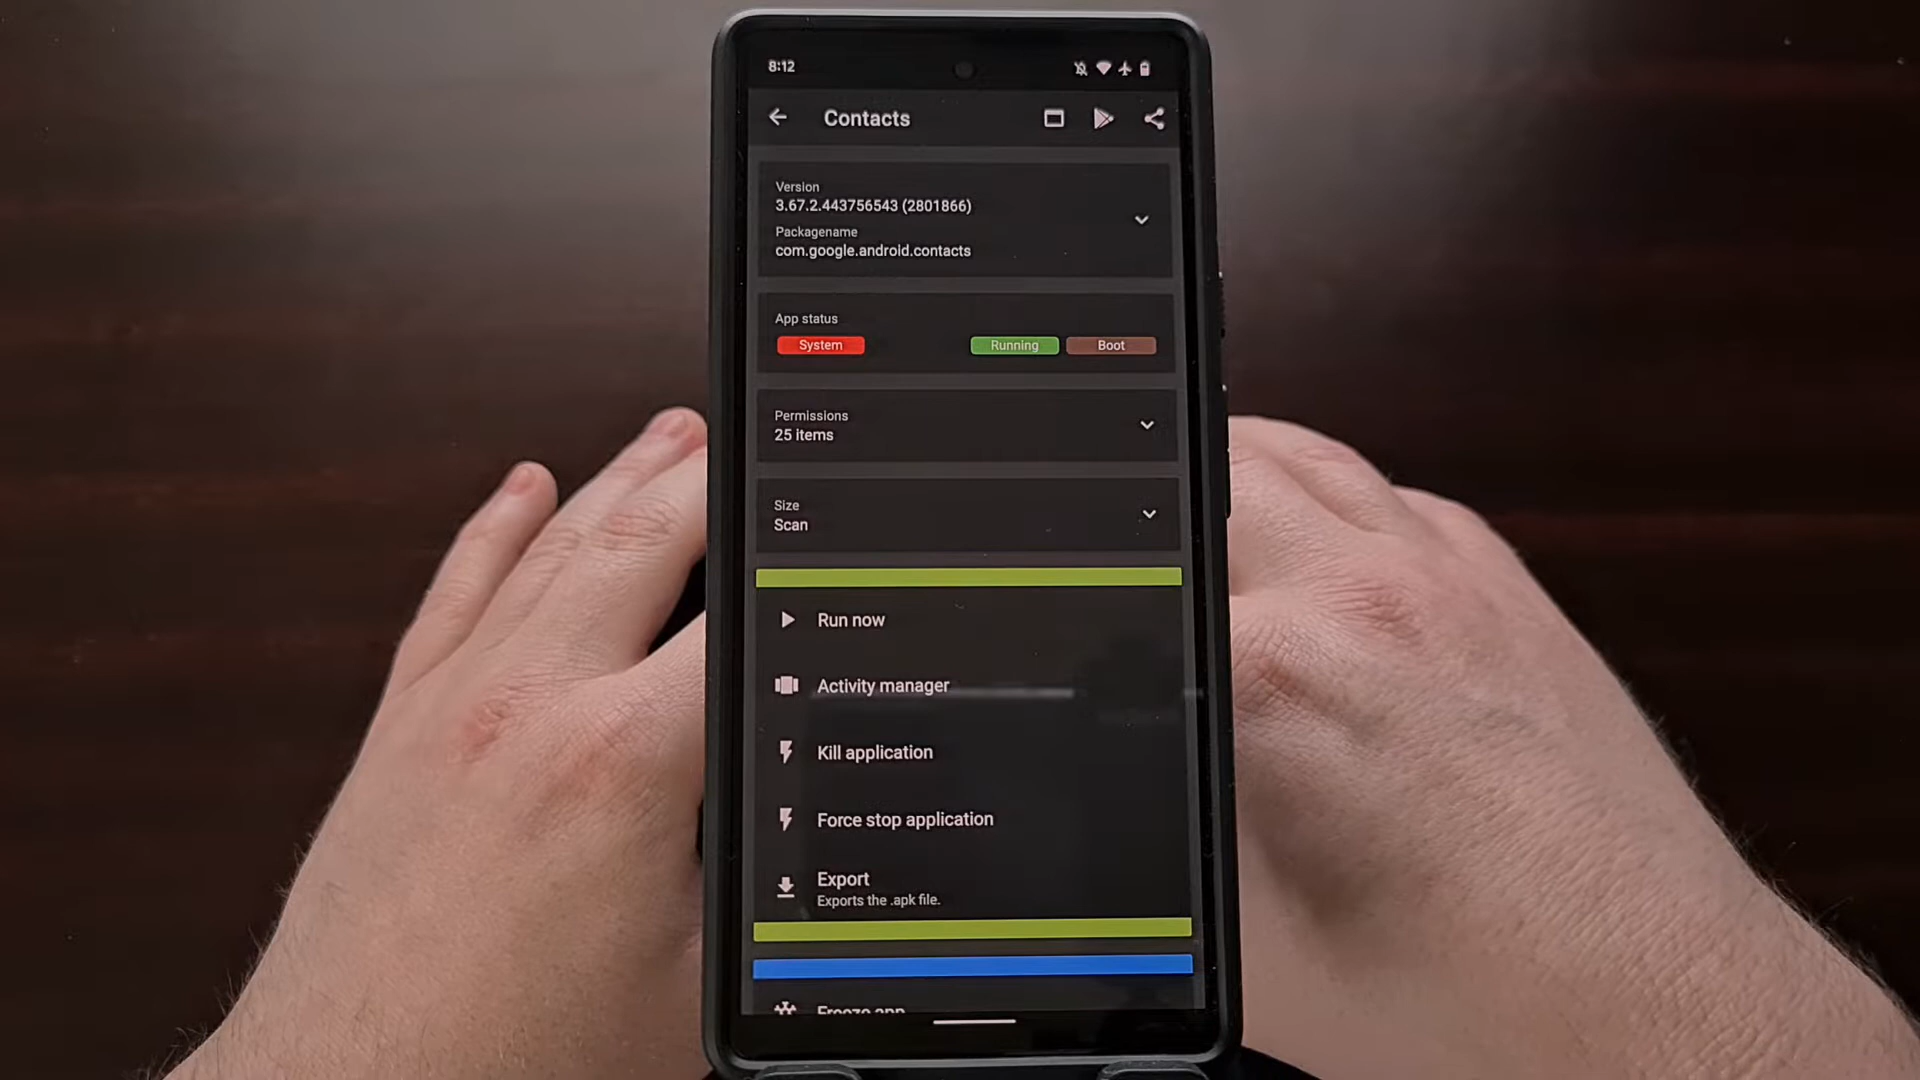 8:12
Contacts
Version
3.67.2.443756543 (2801866)
Packagename
com.google.android.contacts
App status
System Running Boot
Permissions
25 items
Size
Scan
Run now
Activity manager
Kill application
Force stop application
Export
Exports the .apk file.
Freeze app